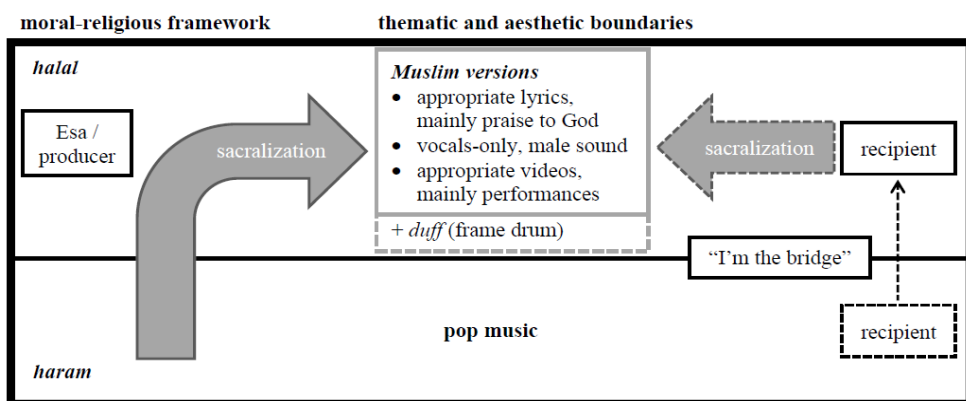 moral-religious framework
thematic and aesthetic boundaries
halal
Esa /
producer
sacralization
Muslim versions
• appropriate lyrics,
mainly praise to God
• vocals-only, male sound
• appropriate videos,
mainly performances
+ duff (frame drum)
sacralization
recipient
“I’m the bridge”
pop music
recipient
haram